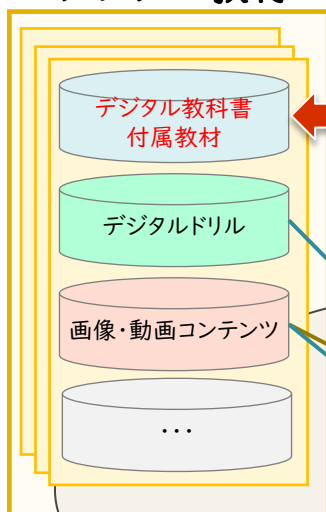 デジタル教科書
付属教材
デジタルドリル
画像・動画コンテンツ
・・・